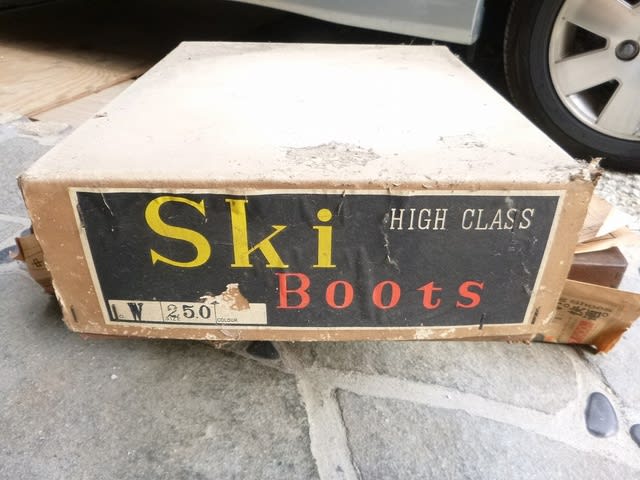 Ski
HIGH CLASS
Boots
W
SIZE
25.0
COLOUR